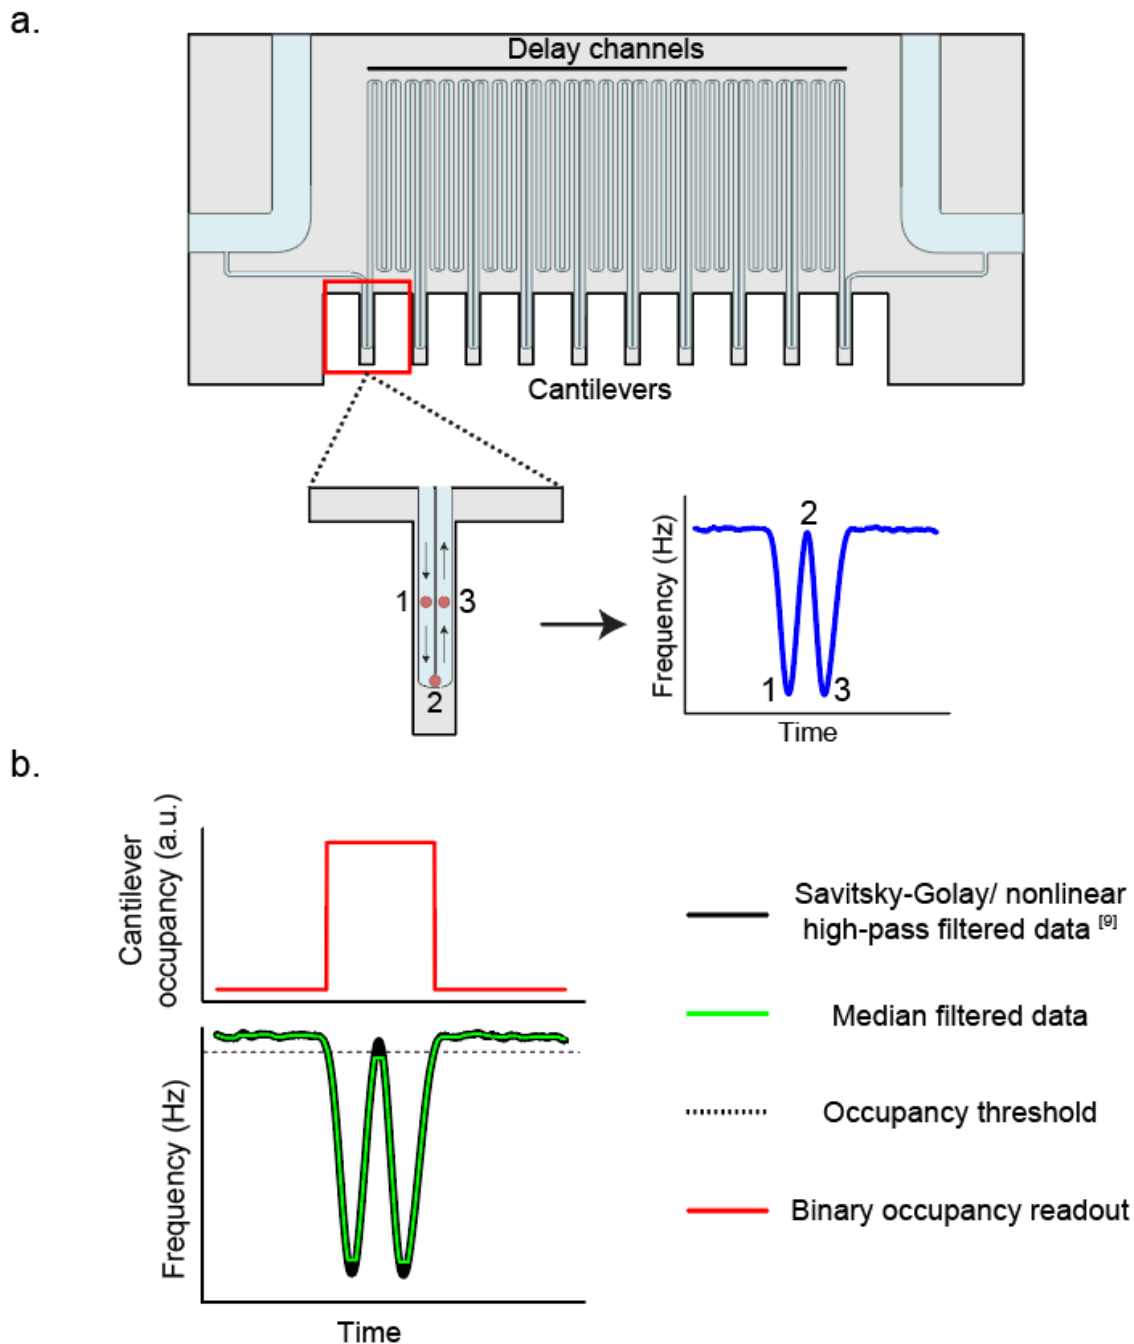 a.
Delay channels
Cantilevers
1
3
2
Frequency (Hz)
2
1
3
Time
b.
Cantilever
occupancy (a.u.)
Frequency (Hz)
Time
Savitsky-Golay/ nonlinear
high-pass filtered data [9]
Median filtered data
Occupancy threshold
Binary occupancy readout